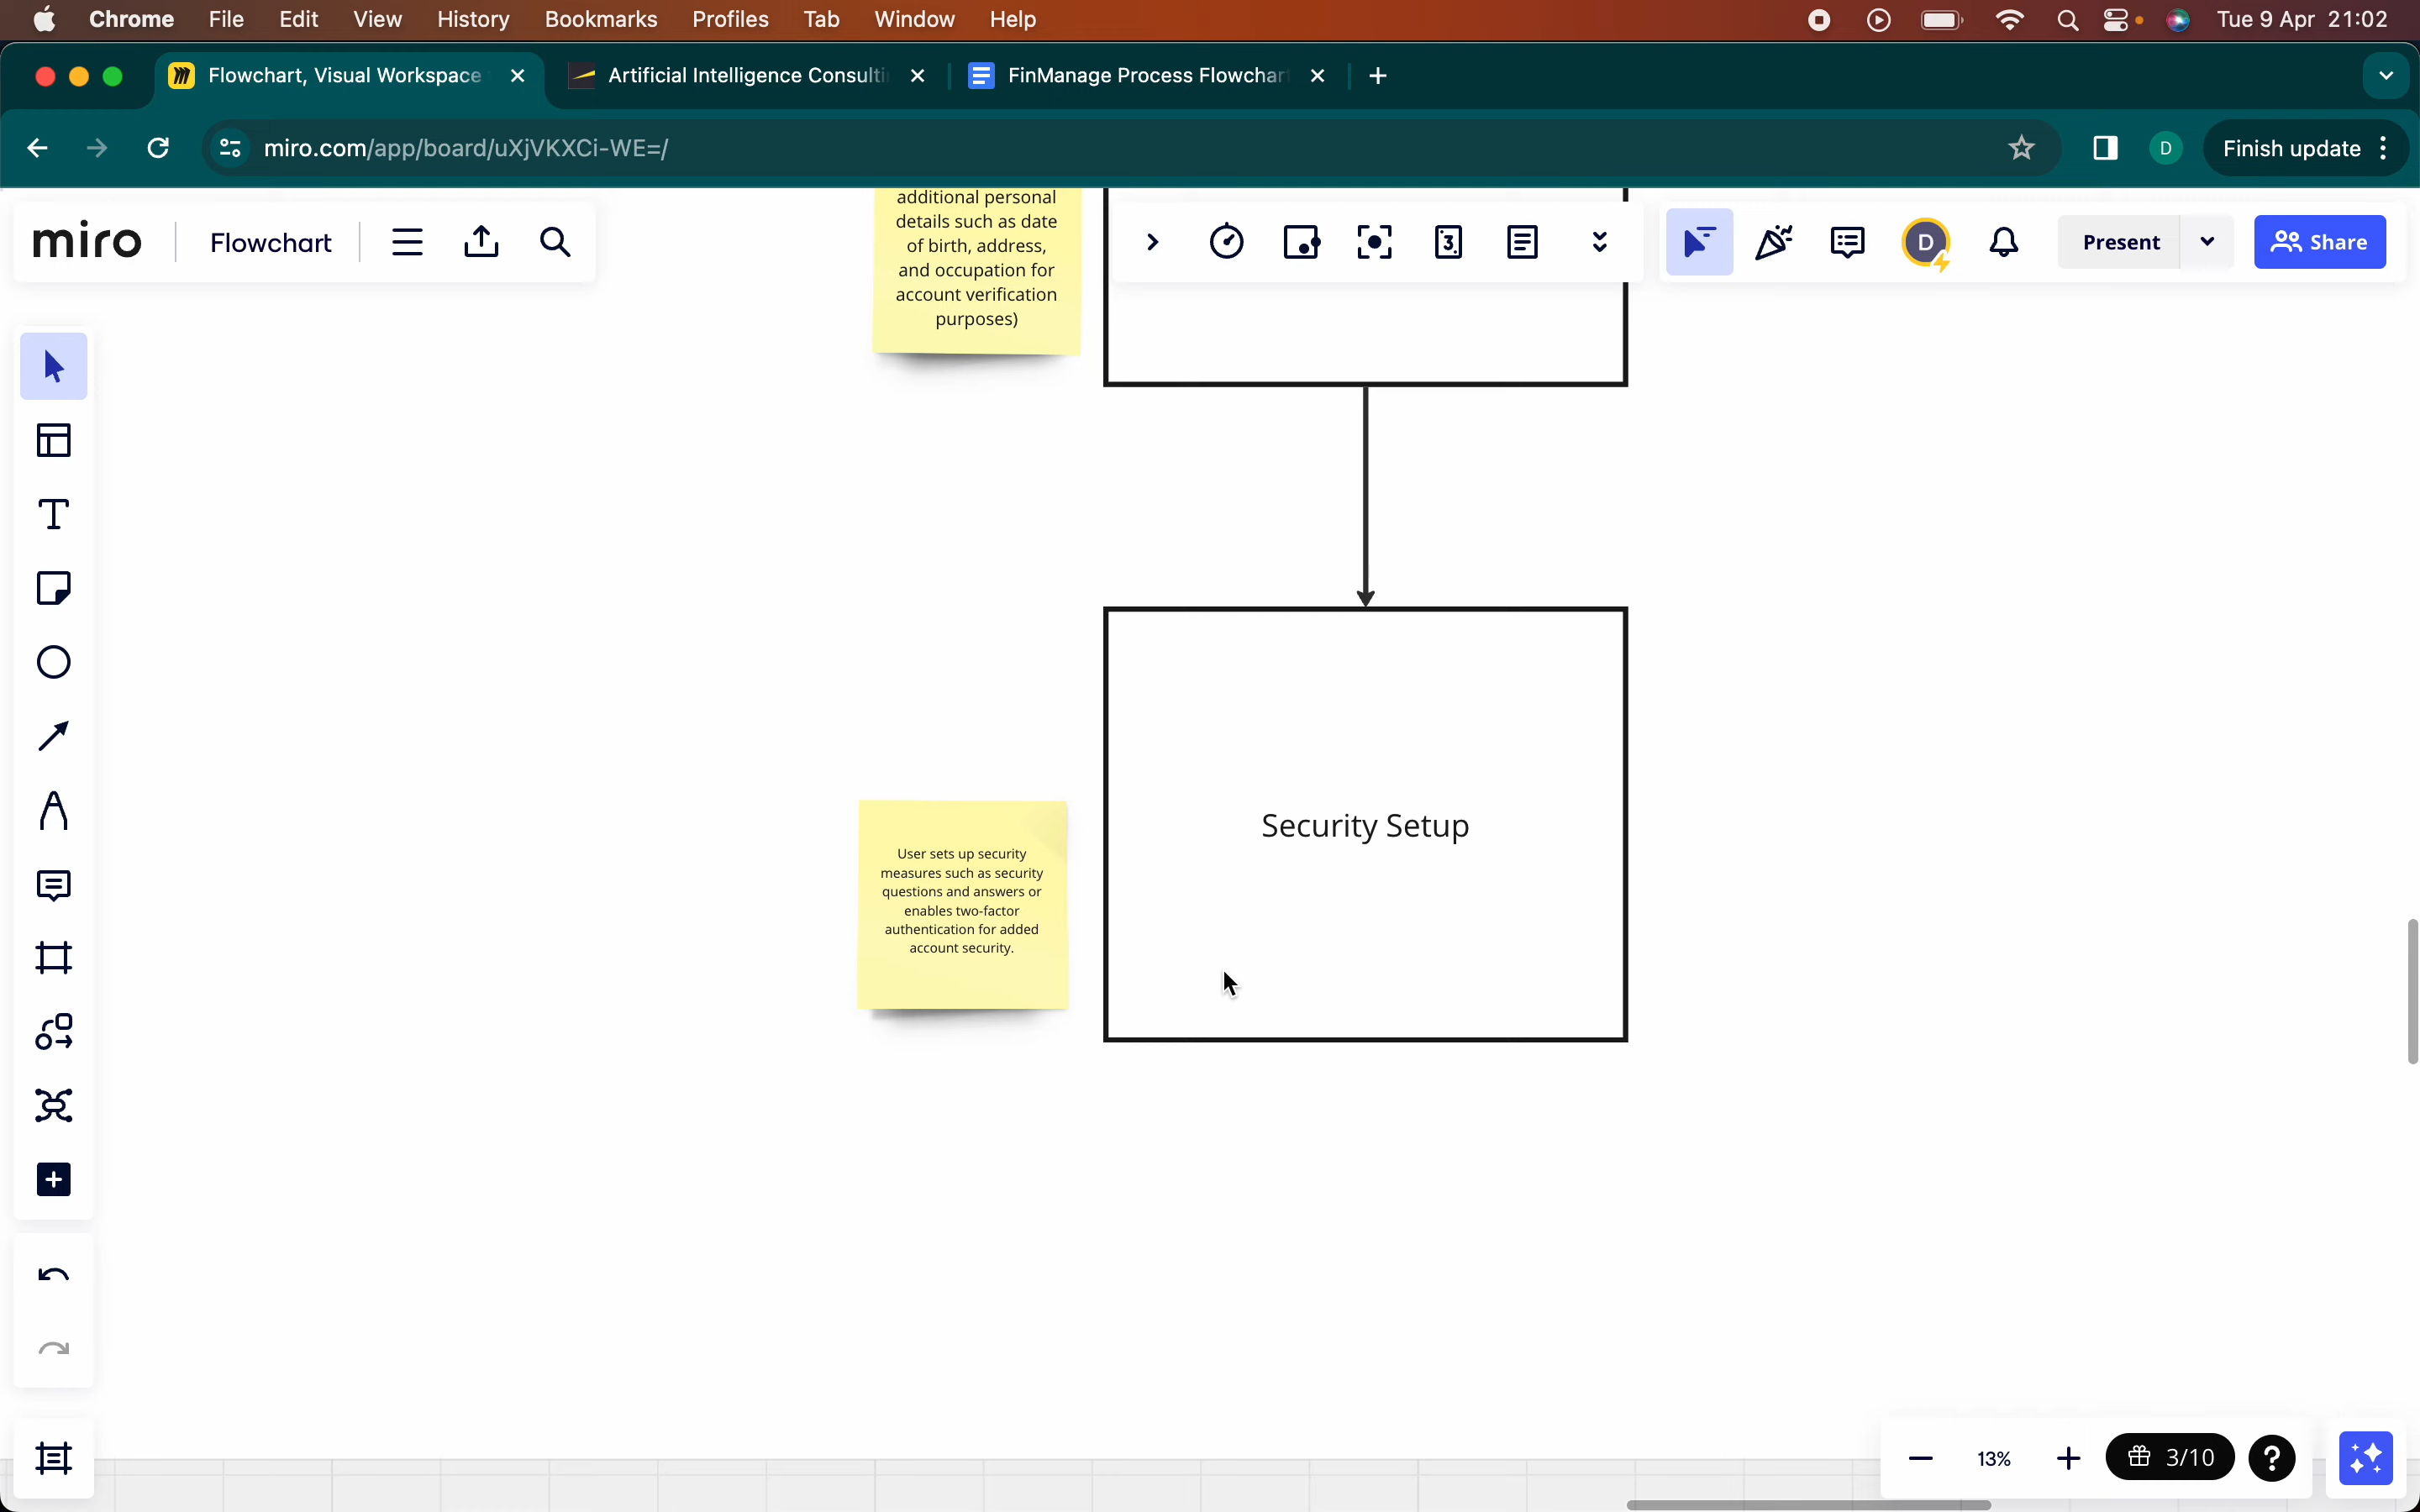 Chrome File Edit View History Bookmarks Profiles Tab Window Help Tue 9 Apr 21:02
Flowchart, Visual Workspace Artificial Intelligence Consulti FinManage Process Flowchar
miro.com/app/board/uXjVKXCi-WE=/ D Finish update
miro Flowchart 3 D Present Share
additional personal
details such as date
of birth, address,
and occupation for
account verification
purposes)
Security Setup
User sets up security
measures such as security
questions and answers or
enables two-factor
authentication for added
account security.
13% 3/10